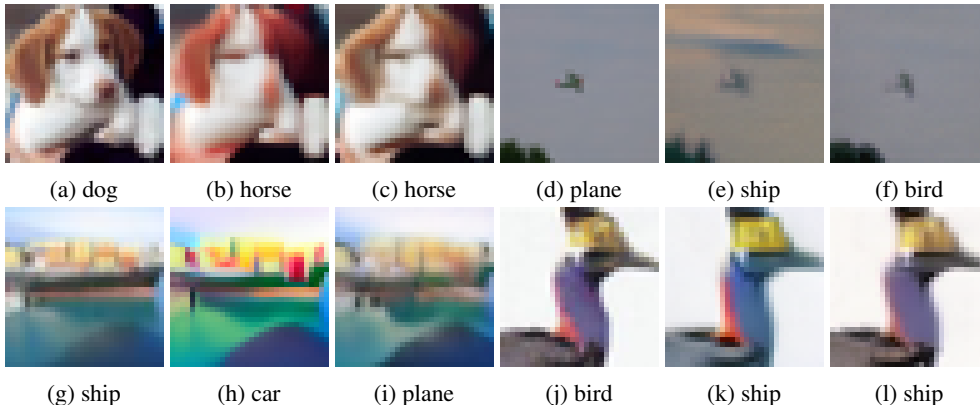 (a) dog (b) horse (c) horse (d) plane (e) ship (f) bird
(g) ship (h) car (i) plane (j) bird (k) ship (l) ship